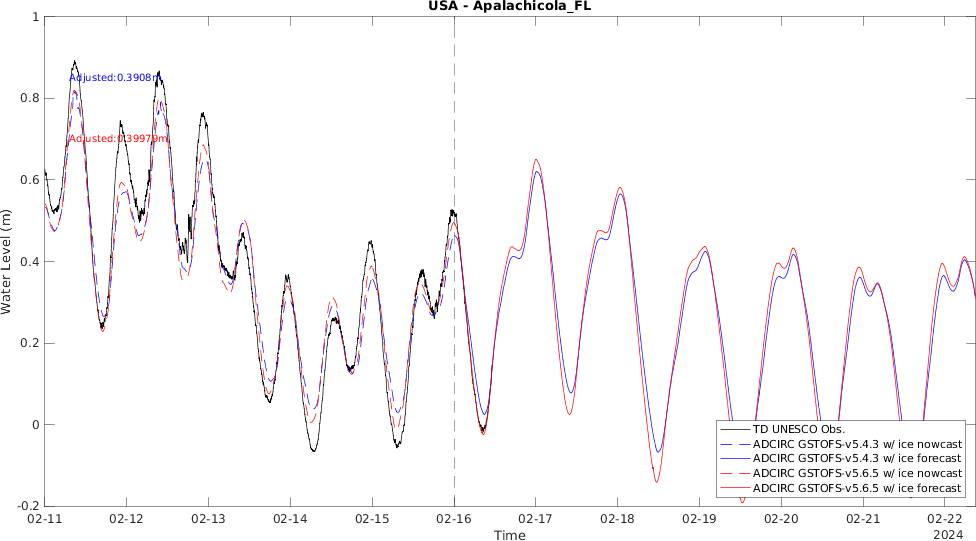 USA - Apalachicola_FL
Adjusted:0.3908m
Adjusted:0.39979m
Water Level (m)
1
0.8
0.6
0.4
0.2
0
-0.2
02-11 02-12 02-13 02-14 02-15 02-16 02-17 02-18 02-19 02-20 02-21 02-22
Time
2024
TD UNESCO Obs.
ADCIRC GSTOFS-v5.4.3 w/ ice nowcast
ADCIRC GSTOFS-v5.4.3 w/ ice forecast
ADCIRC GSTOFS-v5.6.5 w/ ice nowcast
ADCIRC GSTOFS-v5.6.5 w/ ice forecast